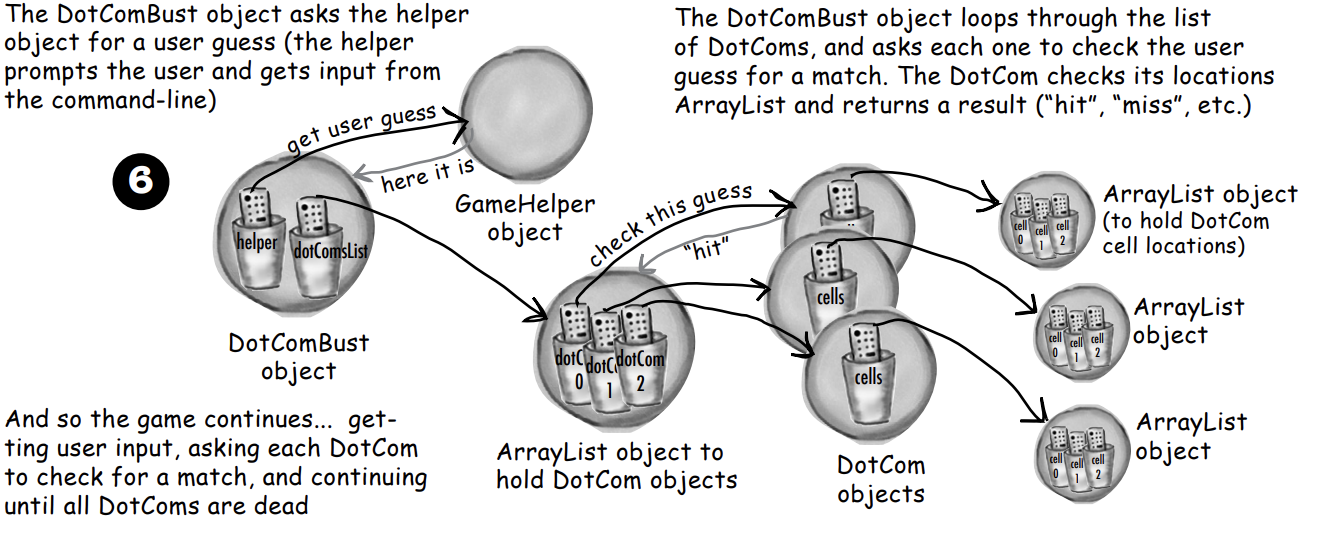 The DotComBust object asks the helper
object for a user guess (the helper
prompts the user and gets input from
the command-line)
The DotComBust object loops through the list
of DotComs, and asks each one to check the user
guess for a match. The DotCom checks its locations
ArrayList and returns a result (“hit”, “miss”, etc.)
6
get user guess
here it is
GameHelper
object
helper
dotComsList
DotComBust
object
check this guess
“hit”
dotC
0
dotC
1
dotCom
2
ArrayList object to
hold DotCom objects
cells
cells
DotCom
objects
cell
0
cell
1
cell
2
ArrayList object
(to hold DotCom
cell locations)
cell
0
cell
1
cell
2
ArrayList
object
cell
0
cell
1
cell
2
ArrayList
object
And so the game continues... get-
ting user input, asking each DotCom
to check for a match, and continuing
until all DotComs are dead